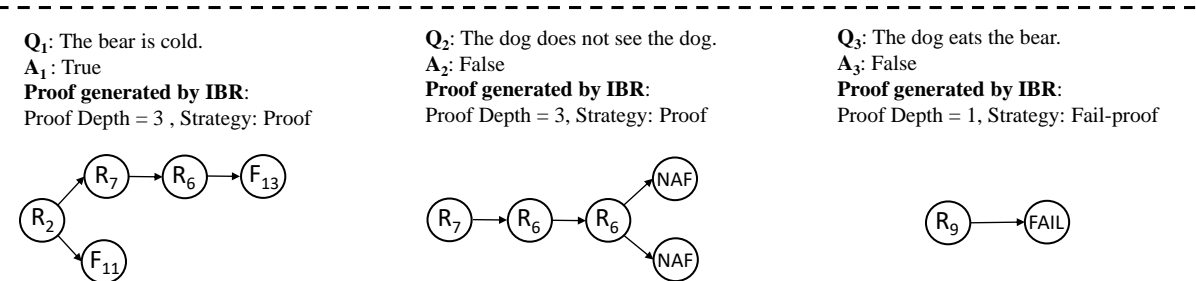 Q1: The bear is cold.
A1 : True
Proof generated by IBR:
Proof Depth = 3 , Strategy: Proof
R2
R7
R6
F13
F11
Q2: The dog does not see the dog.
A2: False
Proof generated by IBR:
Proof Depth = 3, Strategy: Proof
R7
R6
R6
NAF
NAF
Q3: The dog eats the bear.
A3: False
Proof generated by IBR:
Proof Depth = 1, Strategy: Fail-proof
R9
FAIL